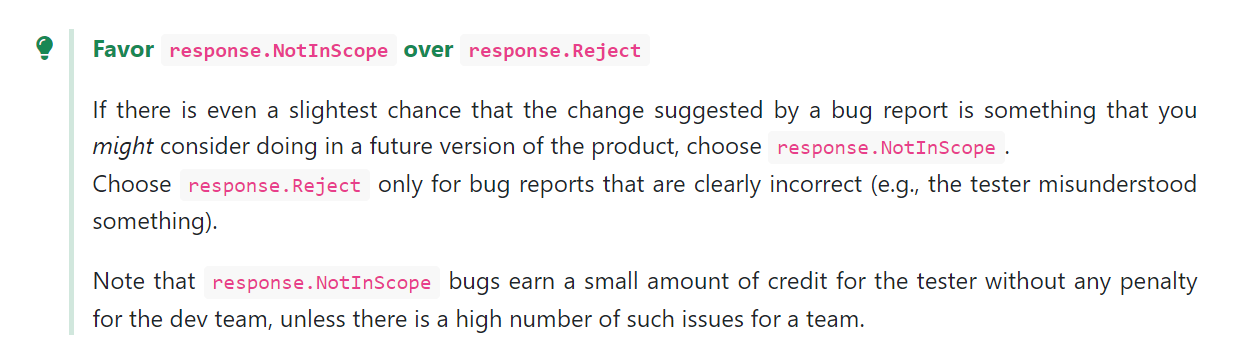 Favor response.NotInScope over response.Reject
If there is even a slightest chance that the change suggested by a bug report is something that you
might consider doing in a future version of the product, choose response.NotInScope.
Choose response.Reject only for bug reports that are clearly incorrect (e.g., the tester misunderstood
something).
Note that response.NotInScope bugs earn a small amount of credit for the tester without any penalty
for the dev team, unless there is a high number of such issues for a team.